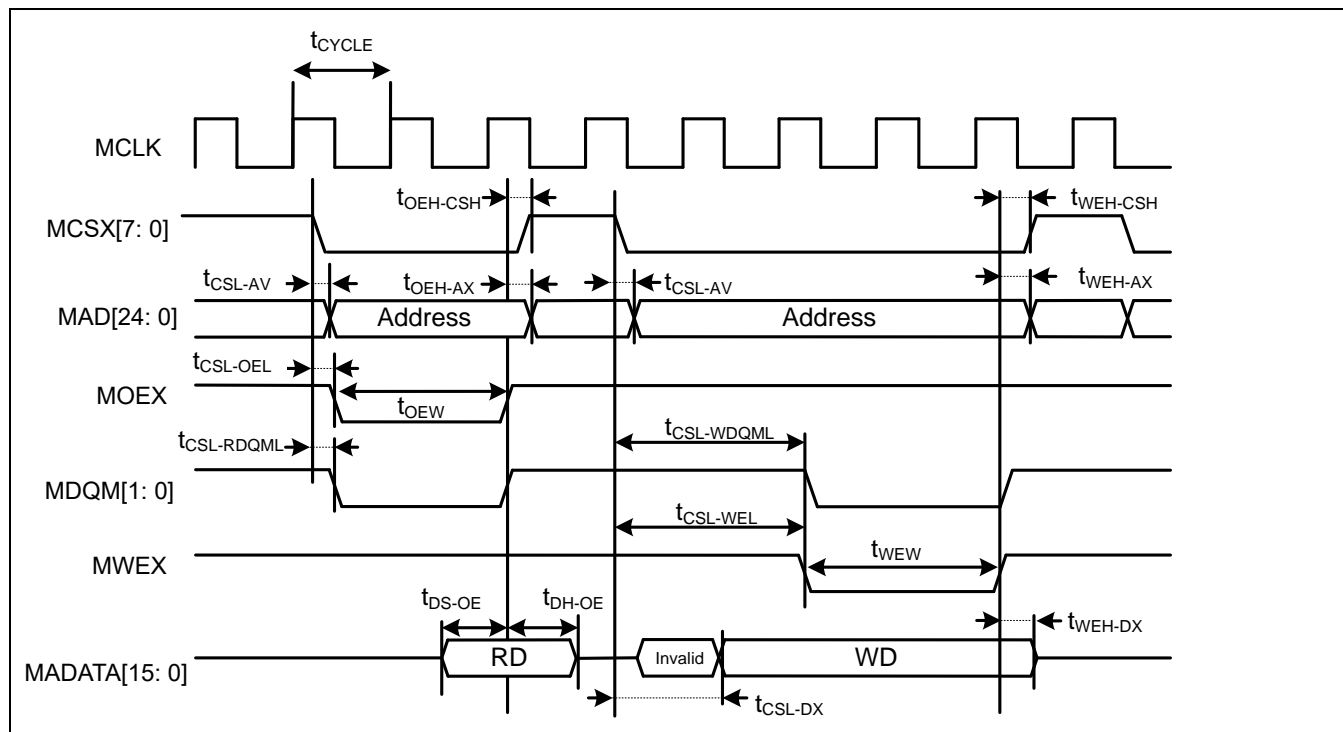 tCYCLE
MCLK
tOEH-CSH
tWEH-CSH
MCSX[7: 0]
tCSL-AV
tOEH-AX
tCSL-AV
tWEH-AX
MAD[24: 0]
Address
Address
tCSL-OEL
MOEX
tOEW
tCSL-RDQML
tCSL-WDQML
MDQM[1: 0]
tCSL-WEL
MWEX
tWEW
tDS-OE
tDH-OE
tWEH-DX
MADATA[15: 0]
RD
Invalid
WD
tCSL-DX